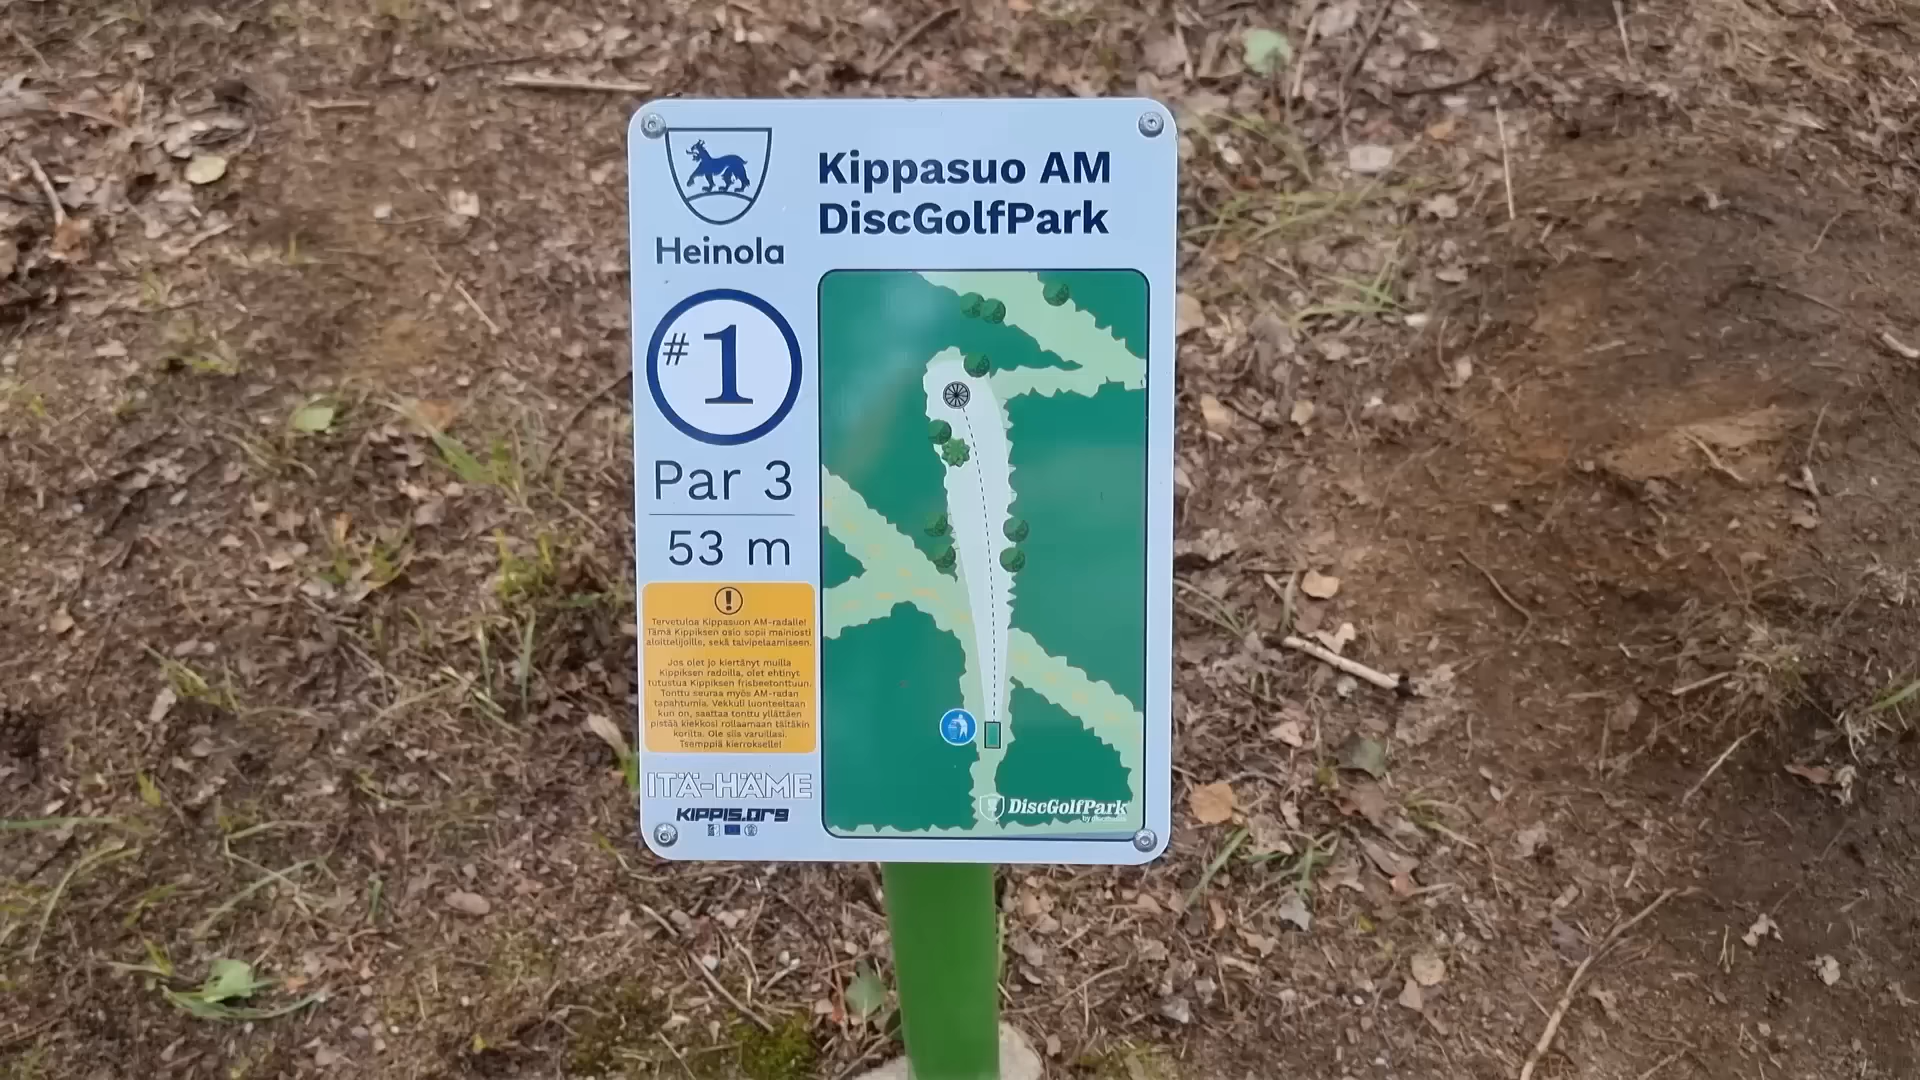 Heinola
Kippasuo AM
DiscGolfPark
#1
Par 3
53 m
!
Tervetuloa Kippasuon AM-radalle!
Tämä Kippiksen osio sopii mainiosti
aloittelijoille, sekä talvipelaamiseen.
Jos olet jo kiertänyt muilla
Kippiksen radoilla, olet ehtinyt
tutustua Kippiksen frisbeetonttuun.
Tonttu seuraa myös AM-radan
tapahtumia. Vekkuli luonteeltaan
kun on, saattaa tonttu yllättäen
pistää kiekkosi rollaamaan täältäkin
korilta. Ole siis varuillasi.
Tsemppiä kierrokselle!
ITÄ-HÄME
KIPPIS.org
DiscGolfPark